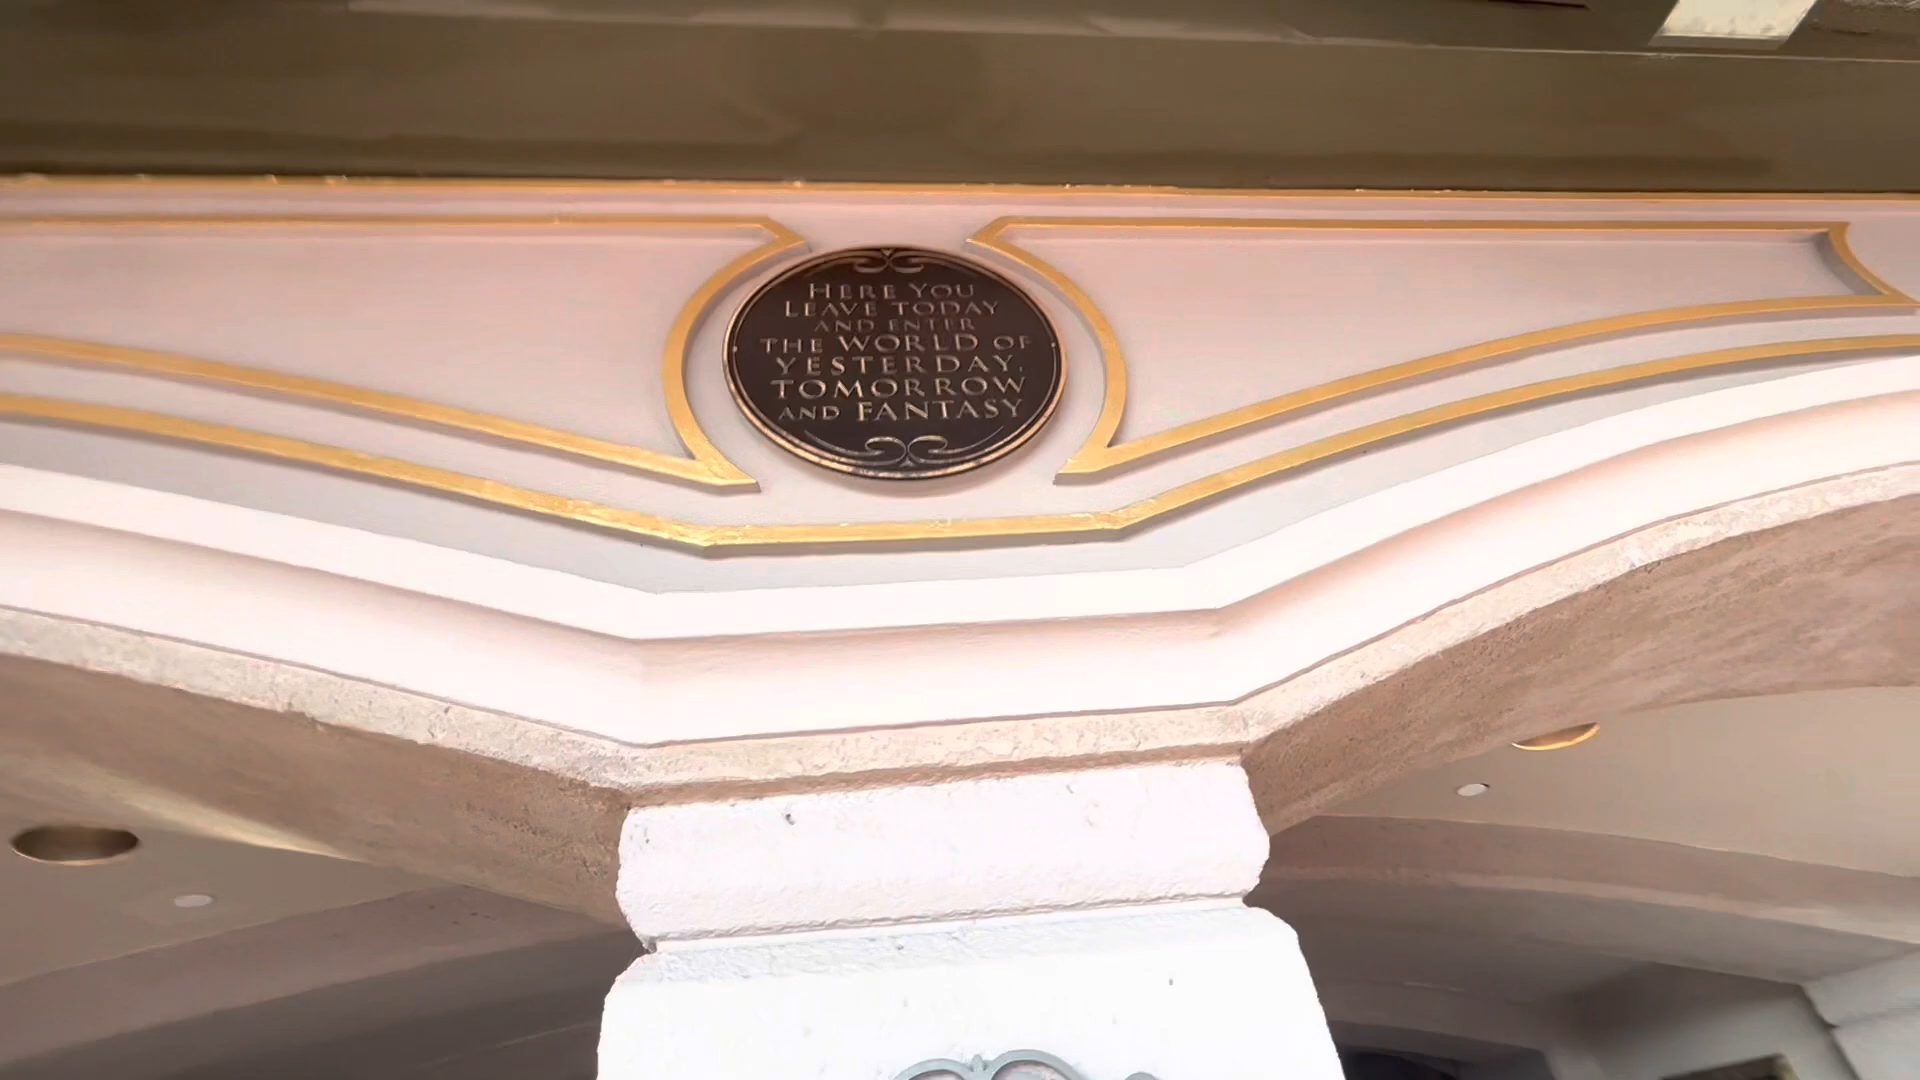 HERE YOU
LEAVE TODAY
AND ENTER
THE WORLD OF
YESTERDAY,
TOMORROW
AND FANTASY